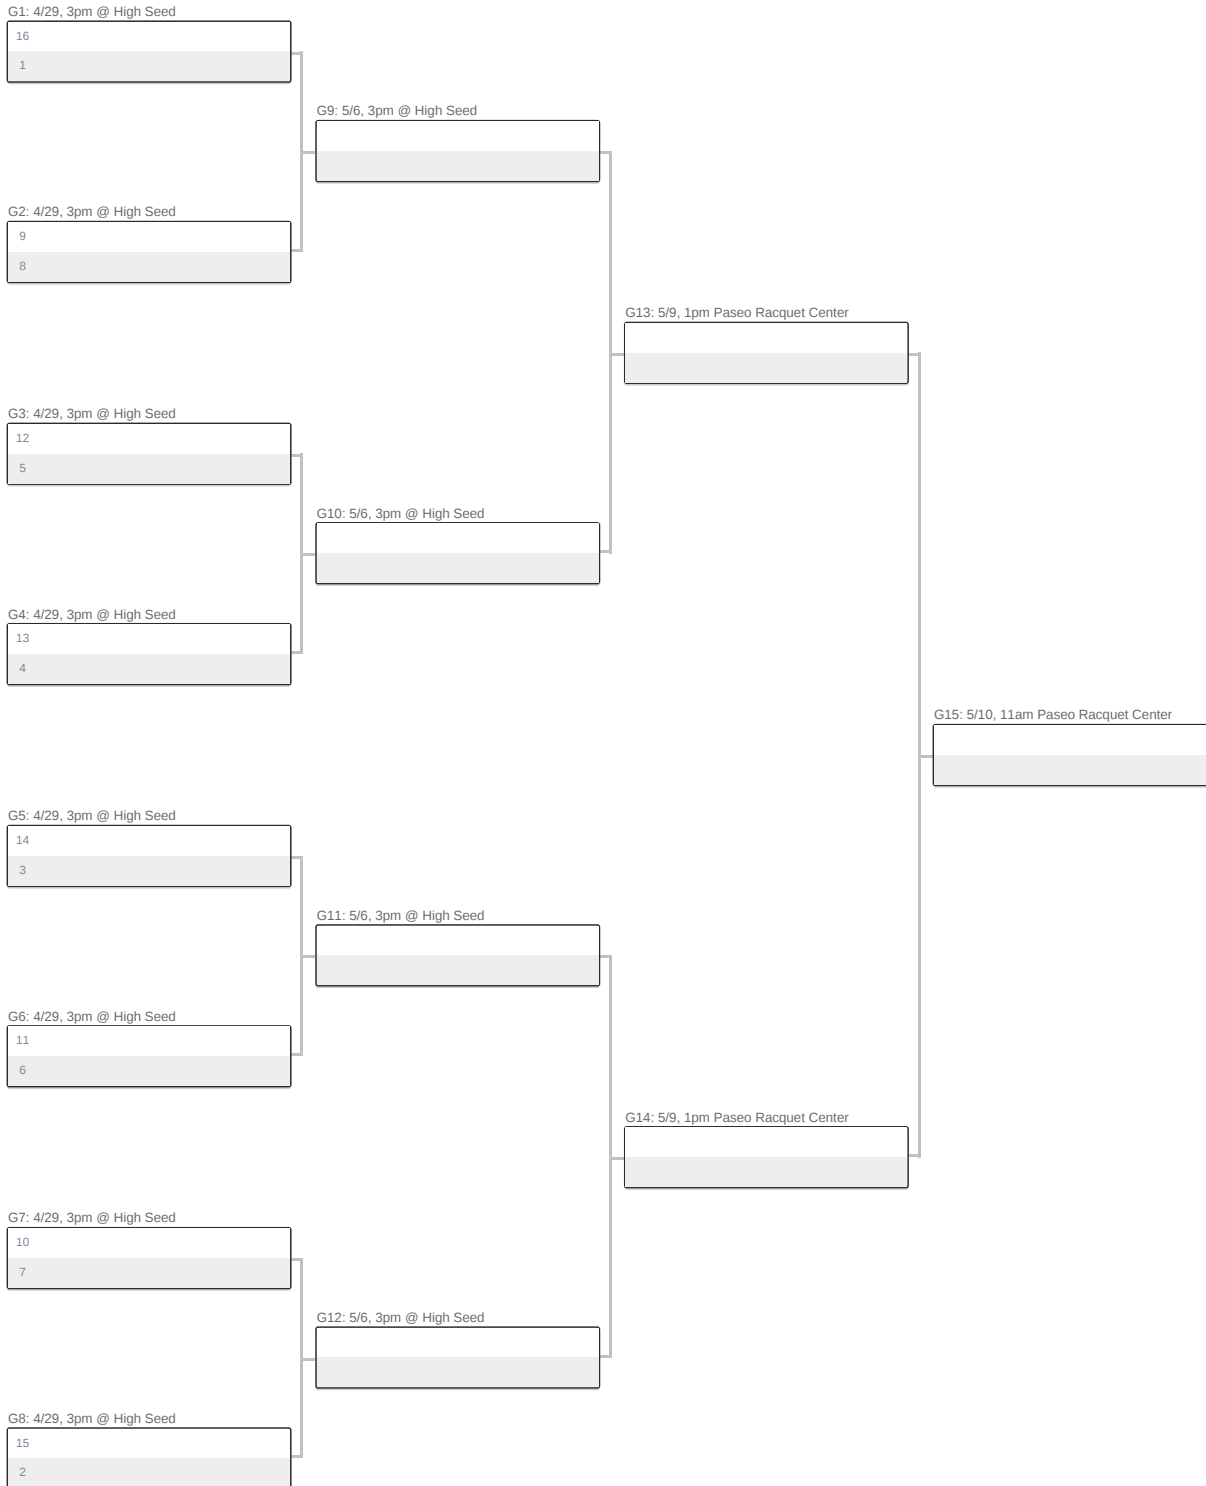 G1: 4/29, 3pm @ High Seed
16
1
G9: 5/6, 3pm @ High Seed
G2: 4/29, 3pm @ High Seed
9
8
G13: 5/9, 1pm Paseo Racquet Center
G3: 4/29, 3pm @ High Seed
12
5
G10: 5/6, 3pm @ High Seed
G4: 4/29, 3pm @ High Seed
13
4
G15: 5/10, 11am Paseo Racquet Center
G5: 4/29, 3pm @ High Seed
14
3
G11: 5/6, 3pm @ High Seed
G6: 4/29, 3pm @ High Seed
11
6
G14: 5/9, 1pm Paseo Racquet Center
G7: 4/29, 3pm @ High Seed
10
7
G12: 5/6, 3pm @ High Seed
G8: 4/29, 3pm @ High Seed
15
2